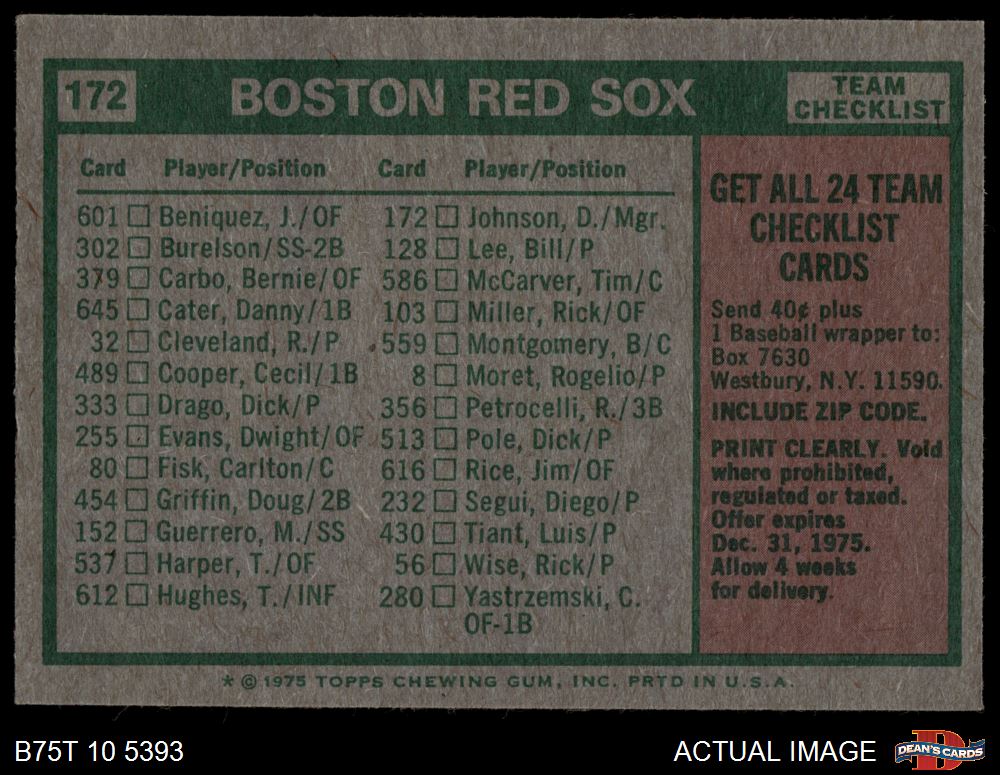 172 BOSTON RED SOX TEAM CHECKLIST
Card Player/Position
601 □ Beniquez, J./OF
302 □ Burelson/SS-2B
379 □ Carbo, Bernie/OF
645 □ Cater, Danny/1B
32 □ Cleveland, R./P
489 □ Cooper, Cecil/1B
333 □ Drago, Dick/P
255 □ Evans, Dwight/OF
80 □ Fisk, Carlton/C
454 □ Griffin, Doug/2B
152 □ Guerrero, M./SS
537 □ Harper, T./OF
612 □ Hughes, T./INF
Card Player/Position
172 □ Johnson, D./Mgr.
128 □ Lee, Bill/P
586 □ McCarver, Tim/C
103 □ Miller, Rick/OF
559 □ Montgomery, B/C
8 □ Moret, Rogelio/P
356 □ Petrocelli, R./3B
513 □ Pole, Dick/P
616 □ Rice, Jim/OF
232 □ Segui, Diego/P
430 □ Tiant, Luis/P
56 □ Wise, Rick/P
280 □ Yastrzemski, C.
OF-1B
GET ALL 24 TEAM
CHECKLIST
CARDS
Send 40¢ plus
1 Baseball wrapper to:
Box 7630
Westbury, N.Y. 11590.
INCLUDE ZIP CODE.
PRINT CLEARLY. Void
where prohibited,
regulated or taxed.
Offer expires
Dec. 31, 1975.
Allow 4 weeks
for delivery.
* © 1975 TOPPS CHEWING GUM, INC. PRTD IN U.S.A.
B75T 10 5393
ACTUAL IMAGE
DEAN'S CARDS